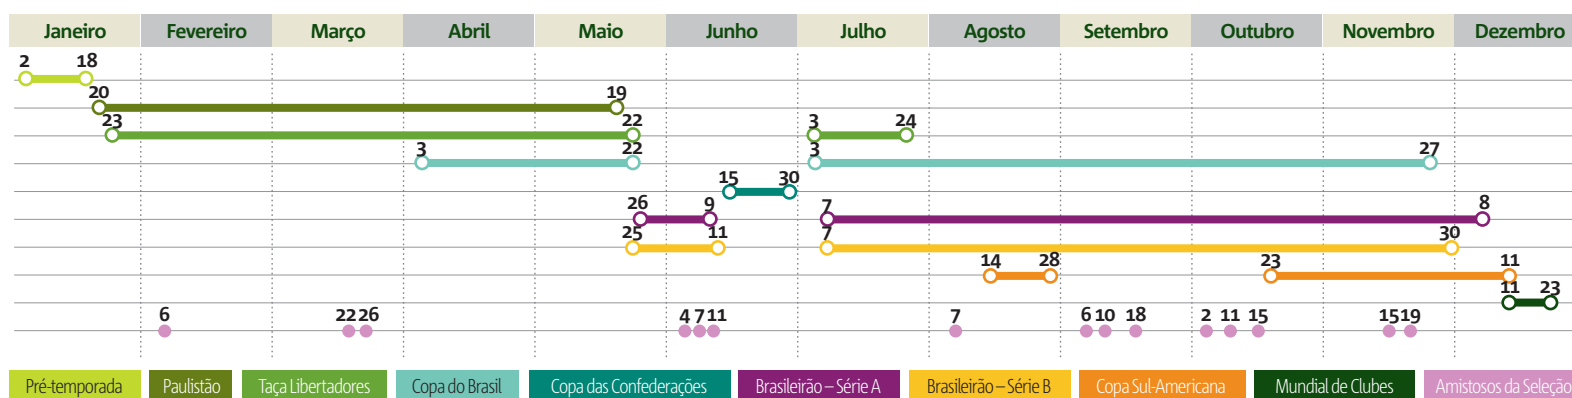 Janeiro Fevereiro Março Abril Maio Junho Julho Agosto Setembro Outubro Novembro Dezembro
2 18
20 19
23 22 3 24
3 22 3 27
15 30
26 9 7 8
25 11 7 30
14 28 23 11
11 23
6 22 26 4 7 11 7 6 10 18 2 11 15 15 19
Pré-temporada Paulistão Taça Libertadores Copa do Brasil Copa das Confederações Brasileirão – Série A Brasileirão – Série B Copa Sul-Americana Mundial de Clubes Amistosos da Seleção